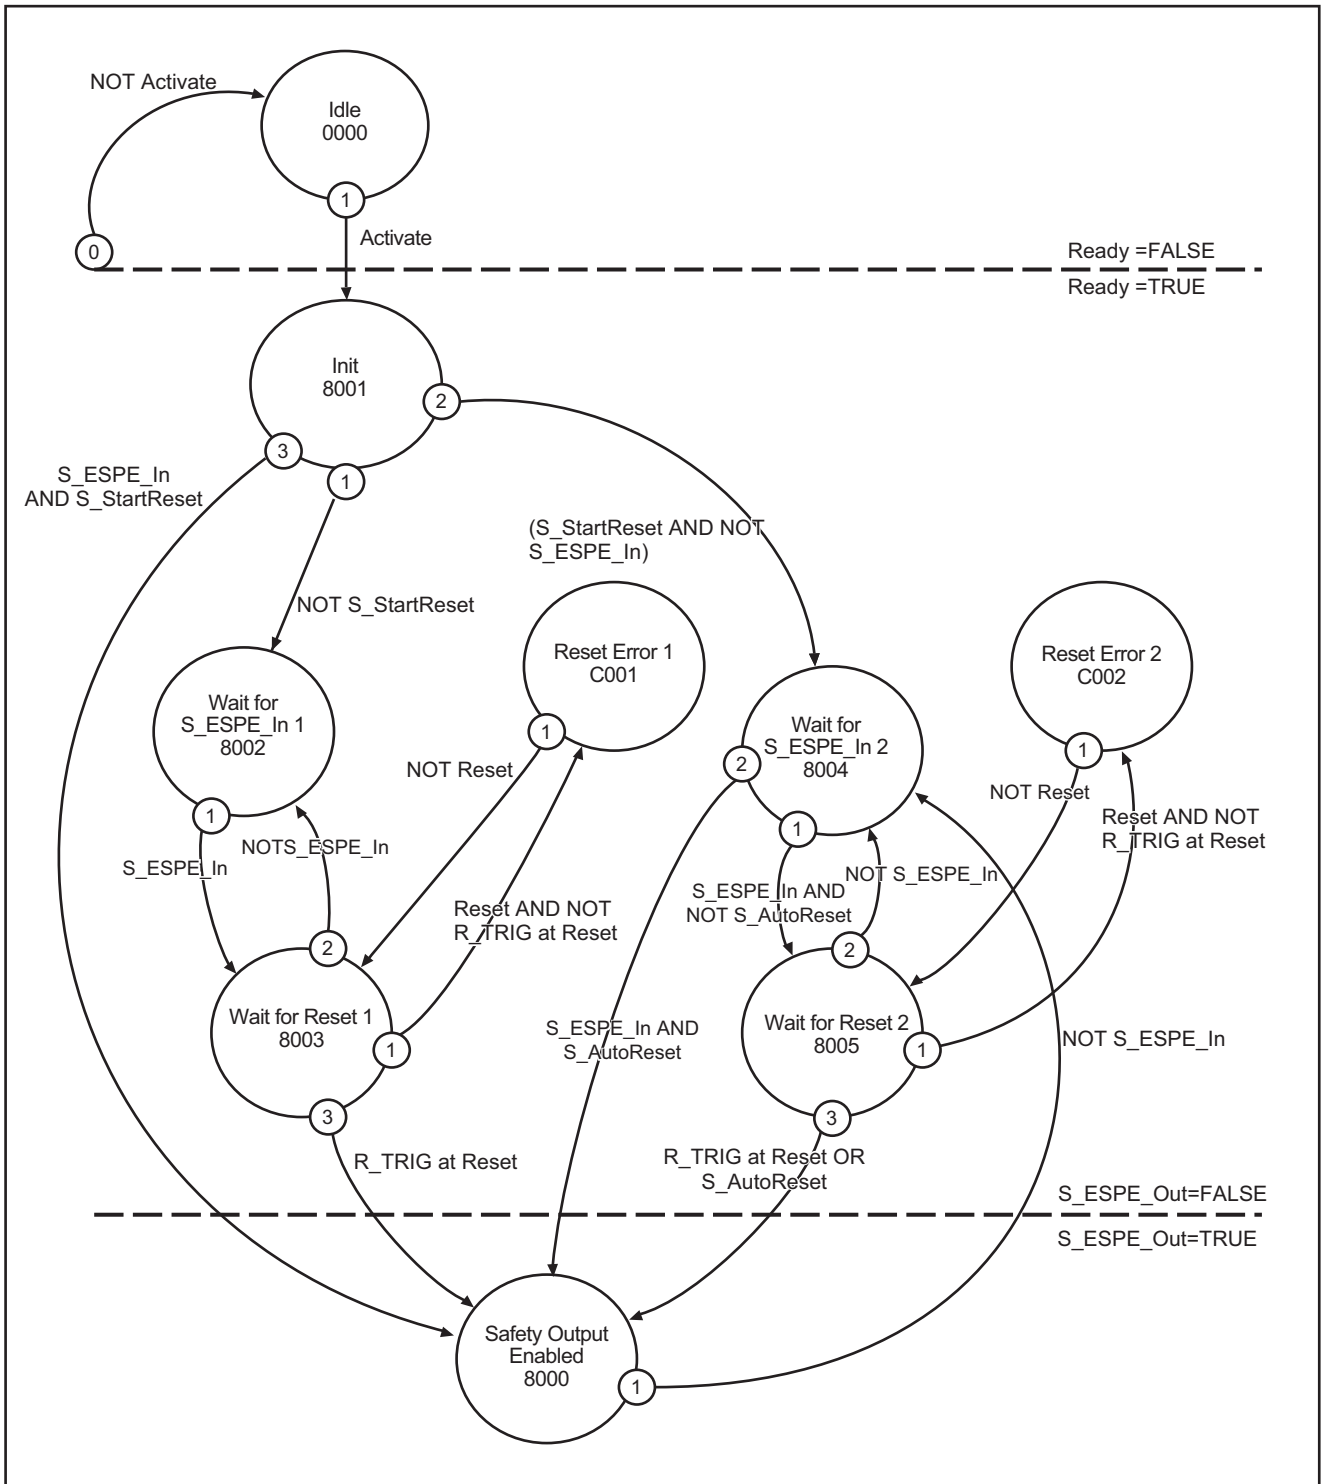 NOT Activate
Idle
0000
1
Activate
0
Ready =FALSE
Ready =TRUE
Init
8001
2
3
1
S_ESPE_In
AND S_StartReset
(S_StartReset AND NOT
S_ESPE_In)
NOT S_StartReset
Reset Error 1
C001
1
Reset Error 2
C002
1
Wait for
S_ESPE_In 1
8002
1
Wait for
S_ESPE_In 2
8004
2
1
NOT Reset
NOT Reset
Reset AND NOT
R_TRIG at Reset
NOTS_ESPE_In
S_ESPE_In
NOT S_ESPE_In
S_ESPE_In AND
NOT S_AutoReset
Reset AND NOT
R_TRIG at Reset
2
Wait for Reset 1
8003
1
3
2
Wait for Reset 2
8005
1
3
S_ESPE_In AND
S_AutoReset
NOT S_ESPE_In
R_TRIG at Reset
R_TRIG at Reset OR
S_AutoReset
S_ESPE_Out=FALSE
S_ESPE_Out=TRUE
Safety Output
Enabled
8000
1